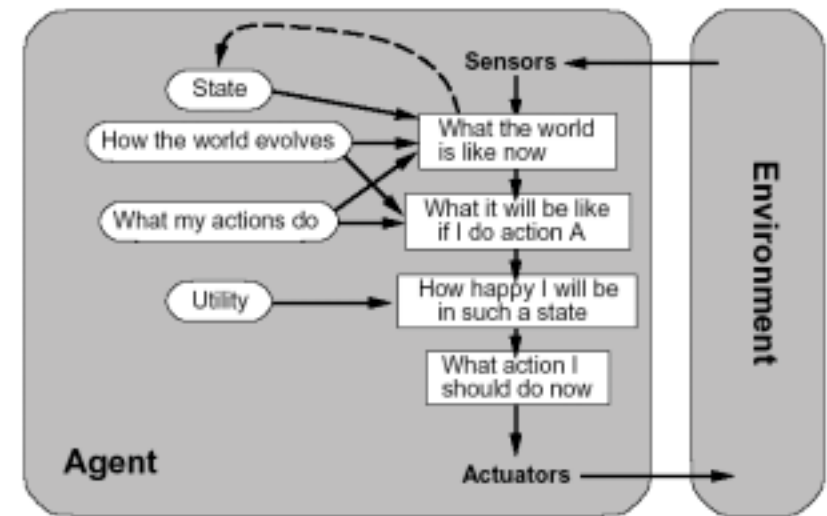 Sensors
State
What the world
is like now
How the world evolves
What it will be like
if I do action A
What my actions do
How happy I will be
in such a state
Utility
What action I
should do now
Agent
Actuators
Environment